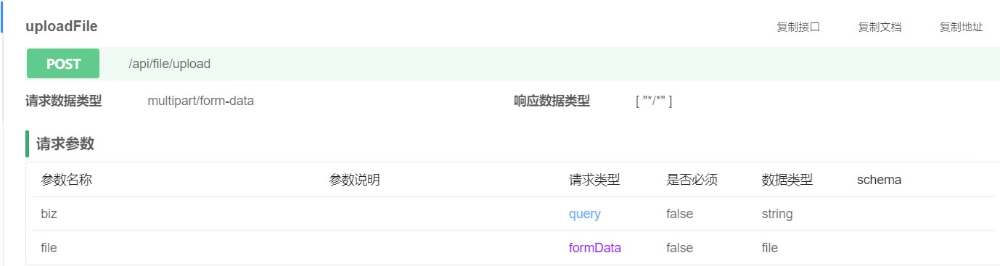 uploadFile 复制接口 复制文档 复制地址
POST /api/file/upload
请求数据类型 multipart/form-data 响应数据类型 [ "*/*" ]
请求参数
参数名称 参数说明 请求类型 是否必须 数据类型 schema
biz query false string
file formData false file